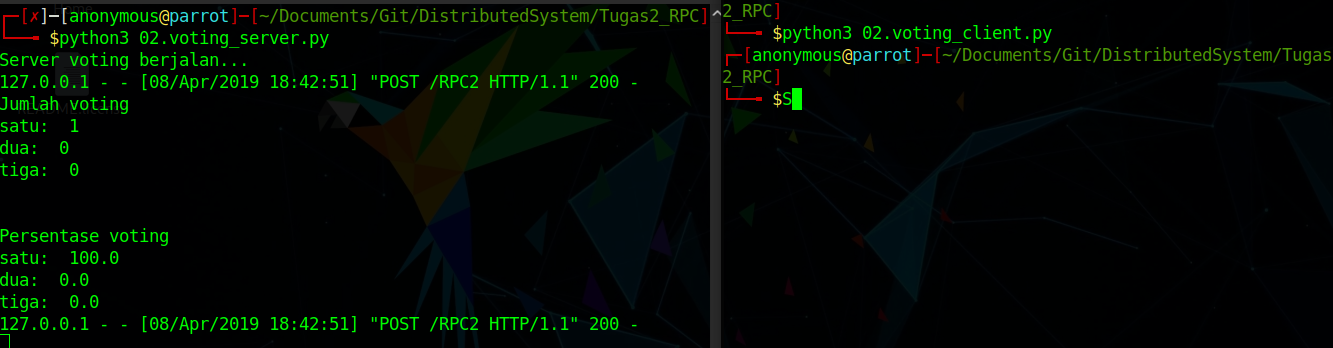 ┌─[✗]─[anonymous@parrot]─[~/Documents/Git/DistributedSystem/Tugas2_RPC]
└──╼ $python3 02.voting_server.py
Server voting berjalan...
127.0.0.1 - - [08/Apr/2019 18:42:51] "POST /RPC2 HTTP/1.1" 200 -
Jumlah voting
satu:  1
dua:  0
tiga:  0
Persentase voting
satu:  100.0
dua:  0.0
tiga:  0.0
127.0.0.1 - - [08/Apr/2019 18:42:51] "POST /RPC2 HTTP/1.1" 200 -
2_RPC]
└──╼ $python3 02.voting_client.py
┌─[anonymous@parrot]─[~/Documents/Git/DistributedSystem/Tugas
2_RPC]
└──╼ $S